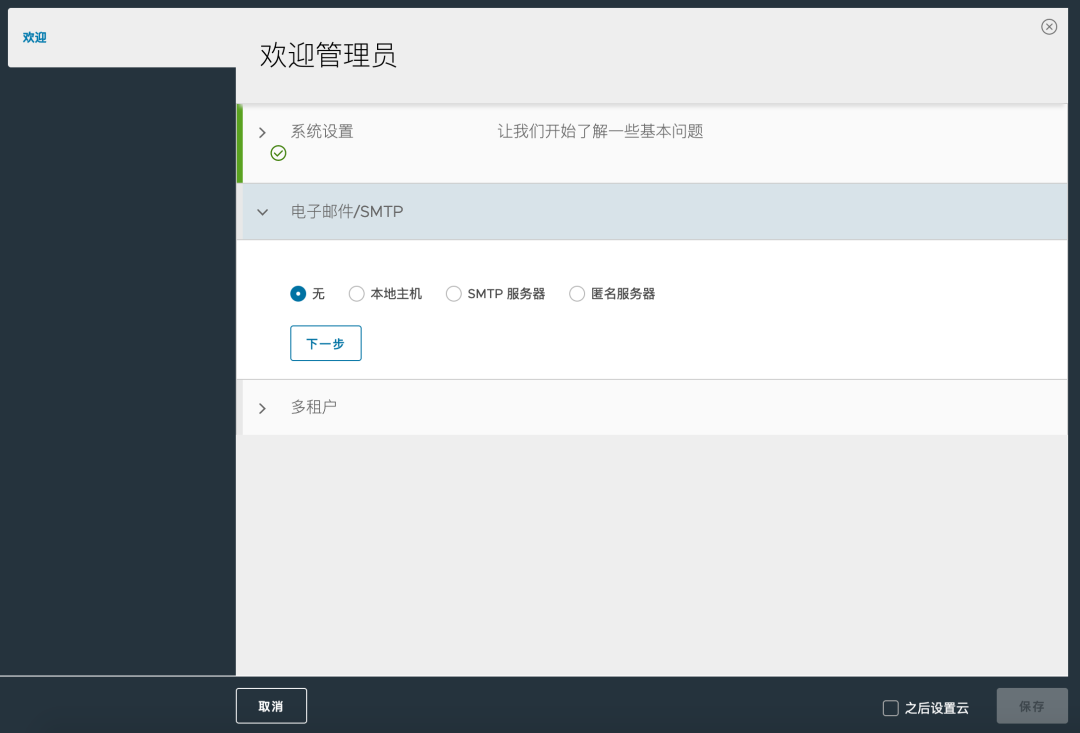 欢迎
欢迎管理员
系统设置
让我们开始了解一些基本问题
电子邮件/SMTP
无 本地主机 SMTP 服务器 匿名服务器
下一步
多租户
取消
之后设置云
保存